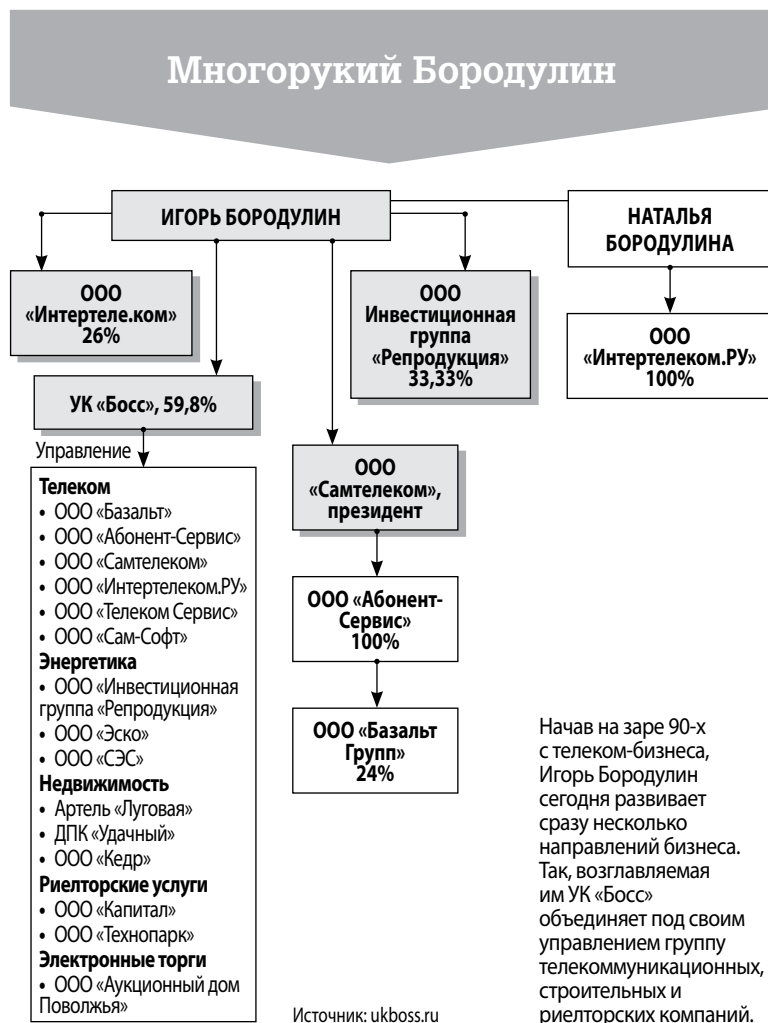 Многорукий Бородулин
ИГОРЬ БОРОДУЛИН
НАТАЛЬЯ
БОРОДУЛИНА
ООО
«Интертеле.ком»
26%
ООО
Инвестиционная
группа
«Репродукция»
33,33%
ООО
«Интертелеком.РУ»
100%
УК «Босс», 59,8%
Управление
Телеком
• ООО «Базальт»
• ООО «Абонент-Сервис»
• ООО «Самтелеком»
• ООО «Интертелеком.РУ»
• ООО «Телеком Сервис»
• ООО «Сам-Софт»
Энергетика
• ООО «Инвестиционная
группа «Репродукция»
• ООО «Эско»
• ООО «СЭС»
Недвижимость
• Артель «Луговая»
• ДПК «Удачный»
• ООО «Кедр»
Риелторские услуги
• ООО «Капитал»
• ООО «Технопарк»
Электронные торги
• ООО «Аукционный дом
Поволжья»
ООО
«Самтелеком»,
президент
ООО «Абонент-
Сервис»
100%
ООО «Базальт
Групп»
24%
Источник: ukboss.ru
Начав на заре 90-х
с телеком-бизнеса,
Игорь Бородулин
сегодня развивает
сразу несколько
направлений бизнеса.
Так, возглавляемая
им УК «Босс»
объединяет под своим
управлением группу
телекоммуникационных,
строительных и
риелторских компаний.